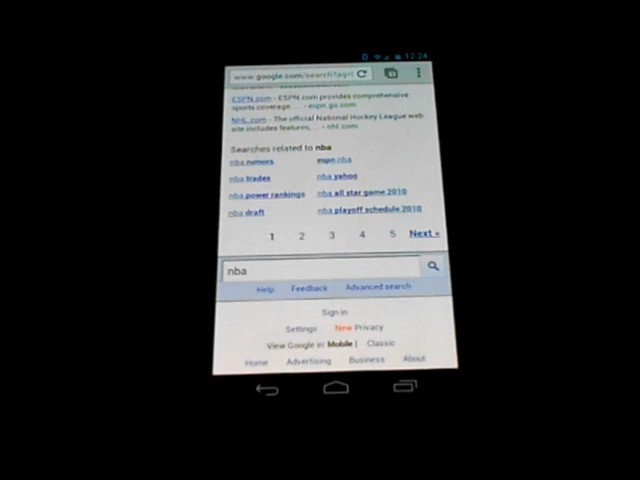 12:24
www.google.com/search?aq=t
ESPN.com - ESPN.com provides comprehensive
sports coverage. ... - espn.go.com
NHL.com - The official National Hockey League web
site includes features, ... - nhl.com
Searches related to nba
nba rumors espn nba
nba trades nba yahoo
nba power rankings nba all star game 2010
nba draft nba playoff schedule 2010
1 2 3 4 5 Next »
nba
Help Feedback Advanced search
Sign in
Settings New Privacy
View Google in: Mobile | Classic
Home Advertising Business About